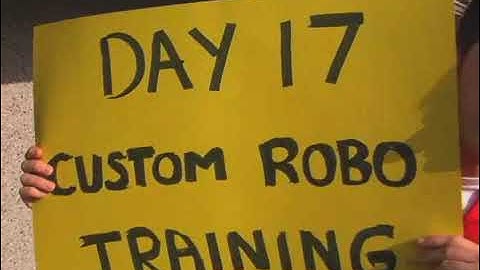 DAY 17
CUSTOM ROBO
TRAINING